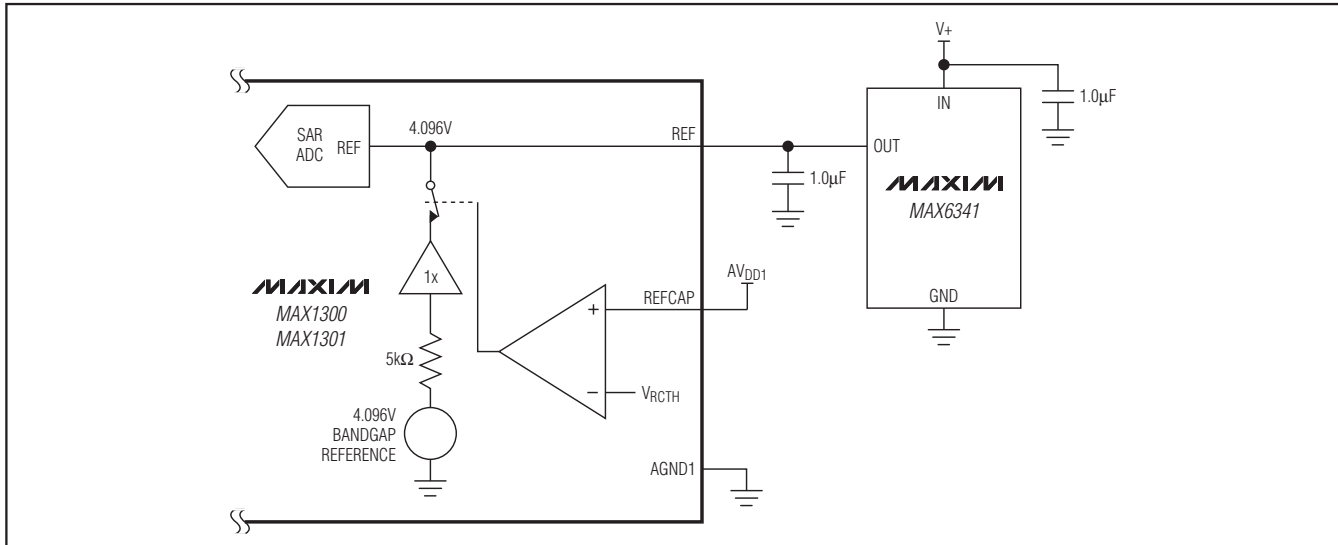 V+
IN
1.0µF
SAR
ADC
REF
4.096V
REF
OUT
1.0µF
MAXIM
MAX6341
GND
MAXIM
MAX1300
MAX1301
1x
AVDD1
REFCAP
+
−
VRCTH
5kΩ
4.096V
BANDGAP
REFERENCE
AGND1